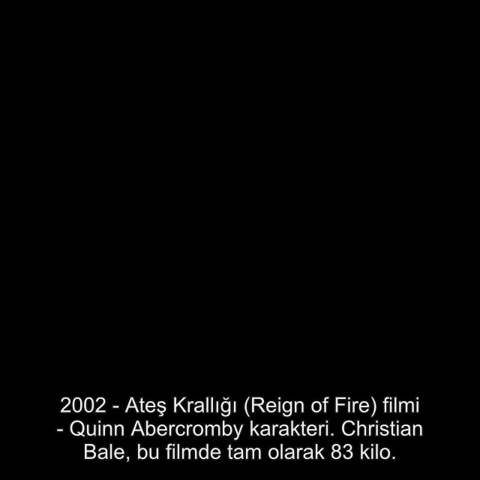 2002 - Ateş Krallığı (Reign of Fire) filmi
- Quinn Abercromby karakteri. Christian
Bale, bu filmde tam olarak 83 kilo.